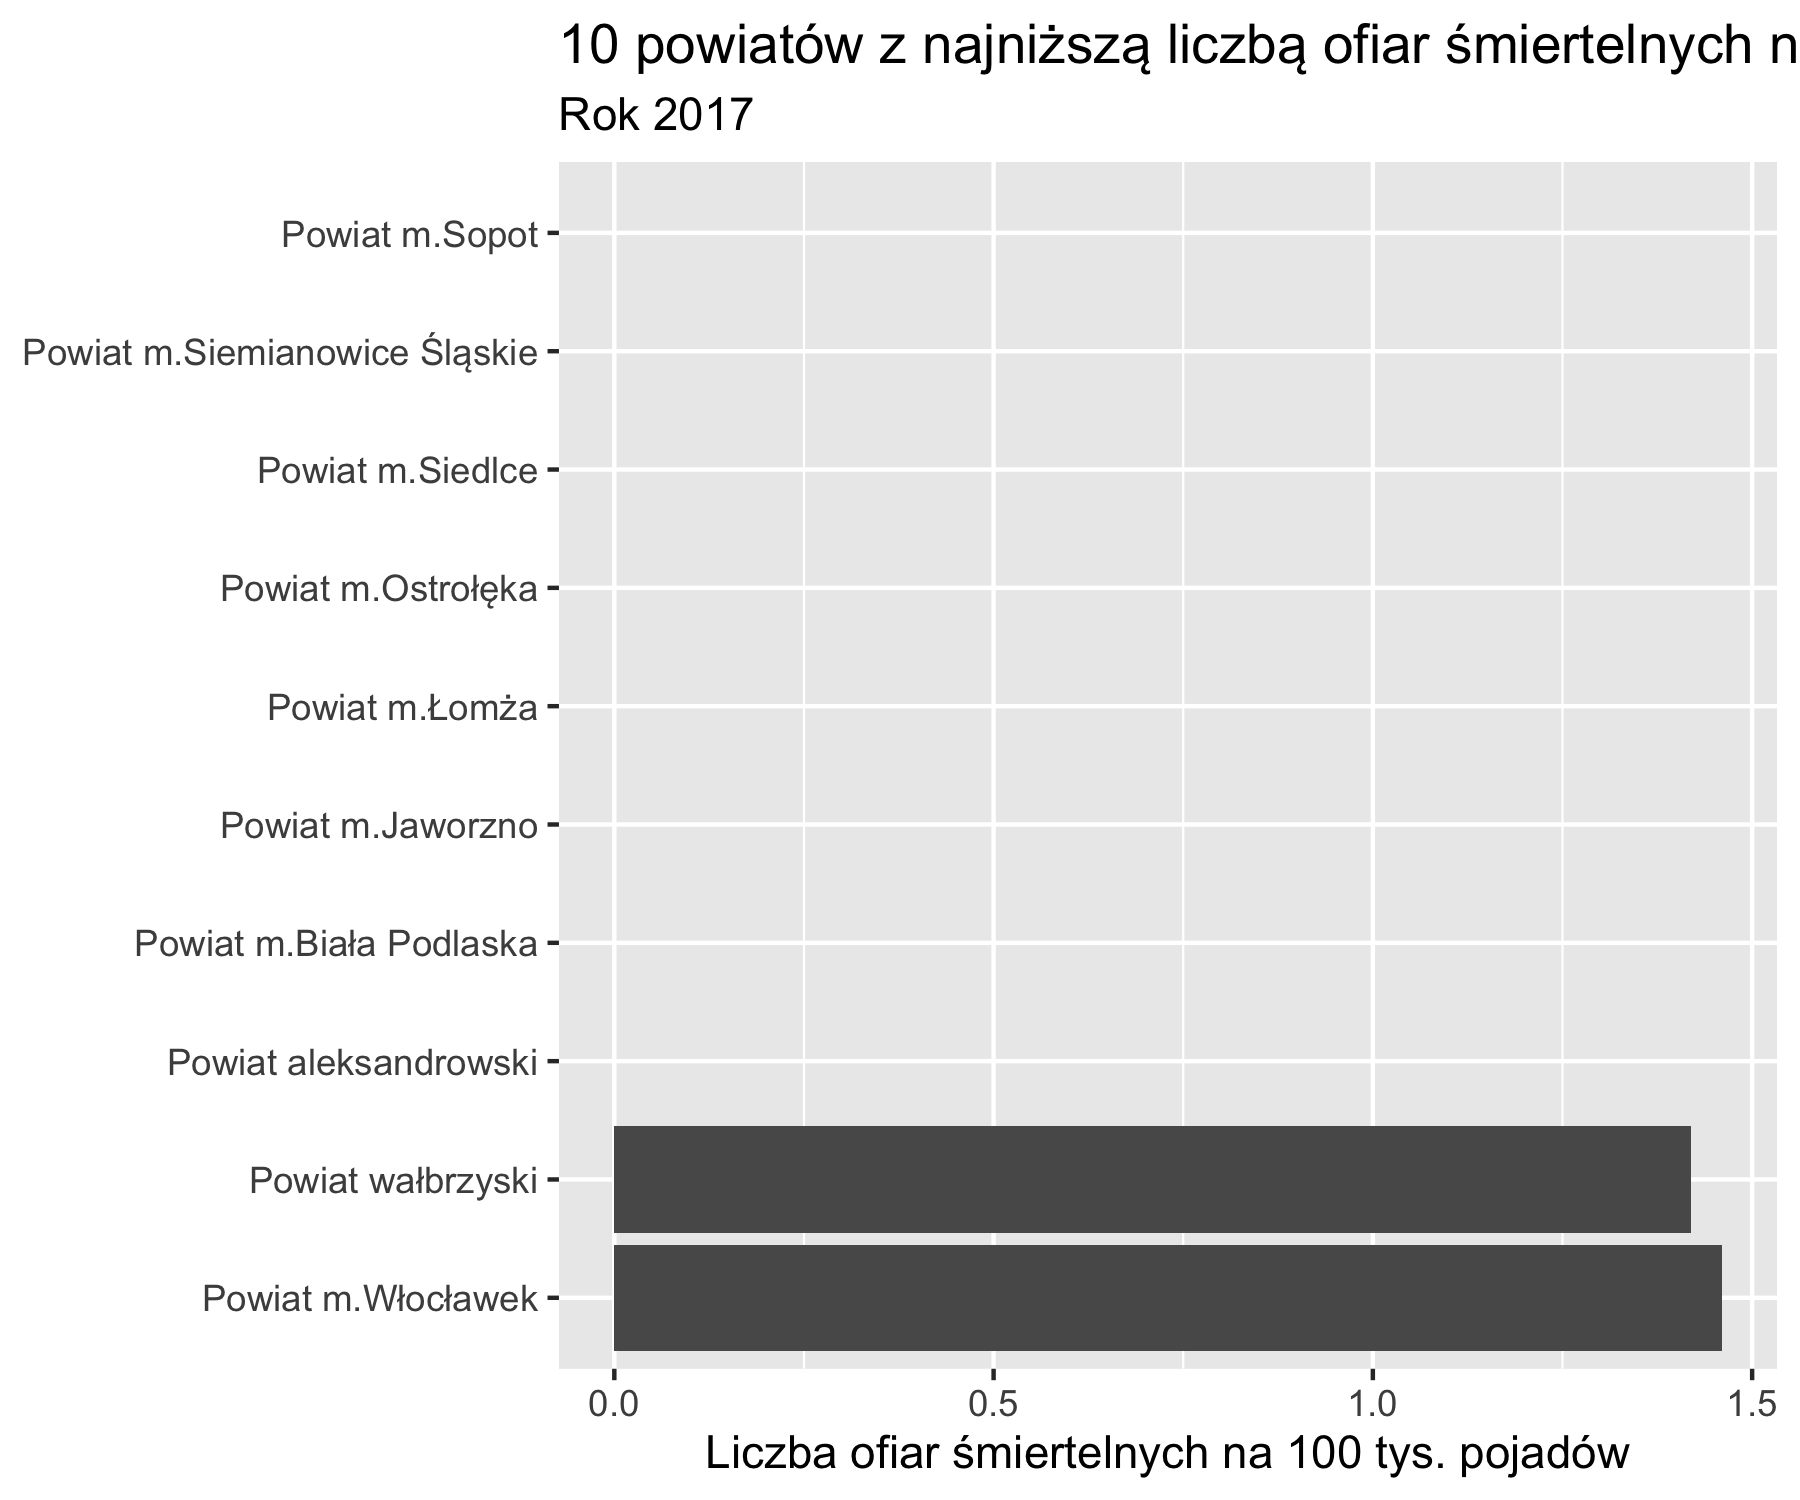 10 powiatów z najniższą liczbą ofiar śmiertelnych n
Rok 2017
Powiat m.Sopot
Powiat m.Siemianowice Śląskie
Powiat m.Siedlce
Powiat m.Ostrołęka
Powiat m.Łomża
Powiat m.Jaworzno
Powiat m.Biała Podlaska
Powiat aleksandrowski
Powiat wałbrzyski
Powiat m.Włocławek
0.0 0.5 1.0 1.5
Liczba ofiar śmiertelnych na 100 tys. pojadów